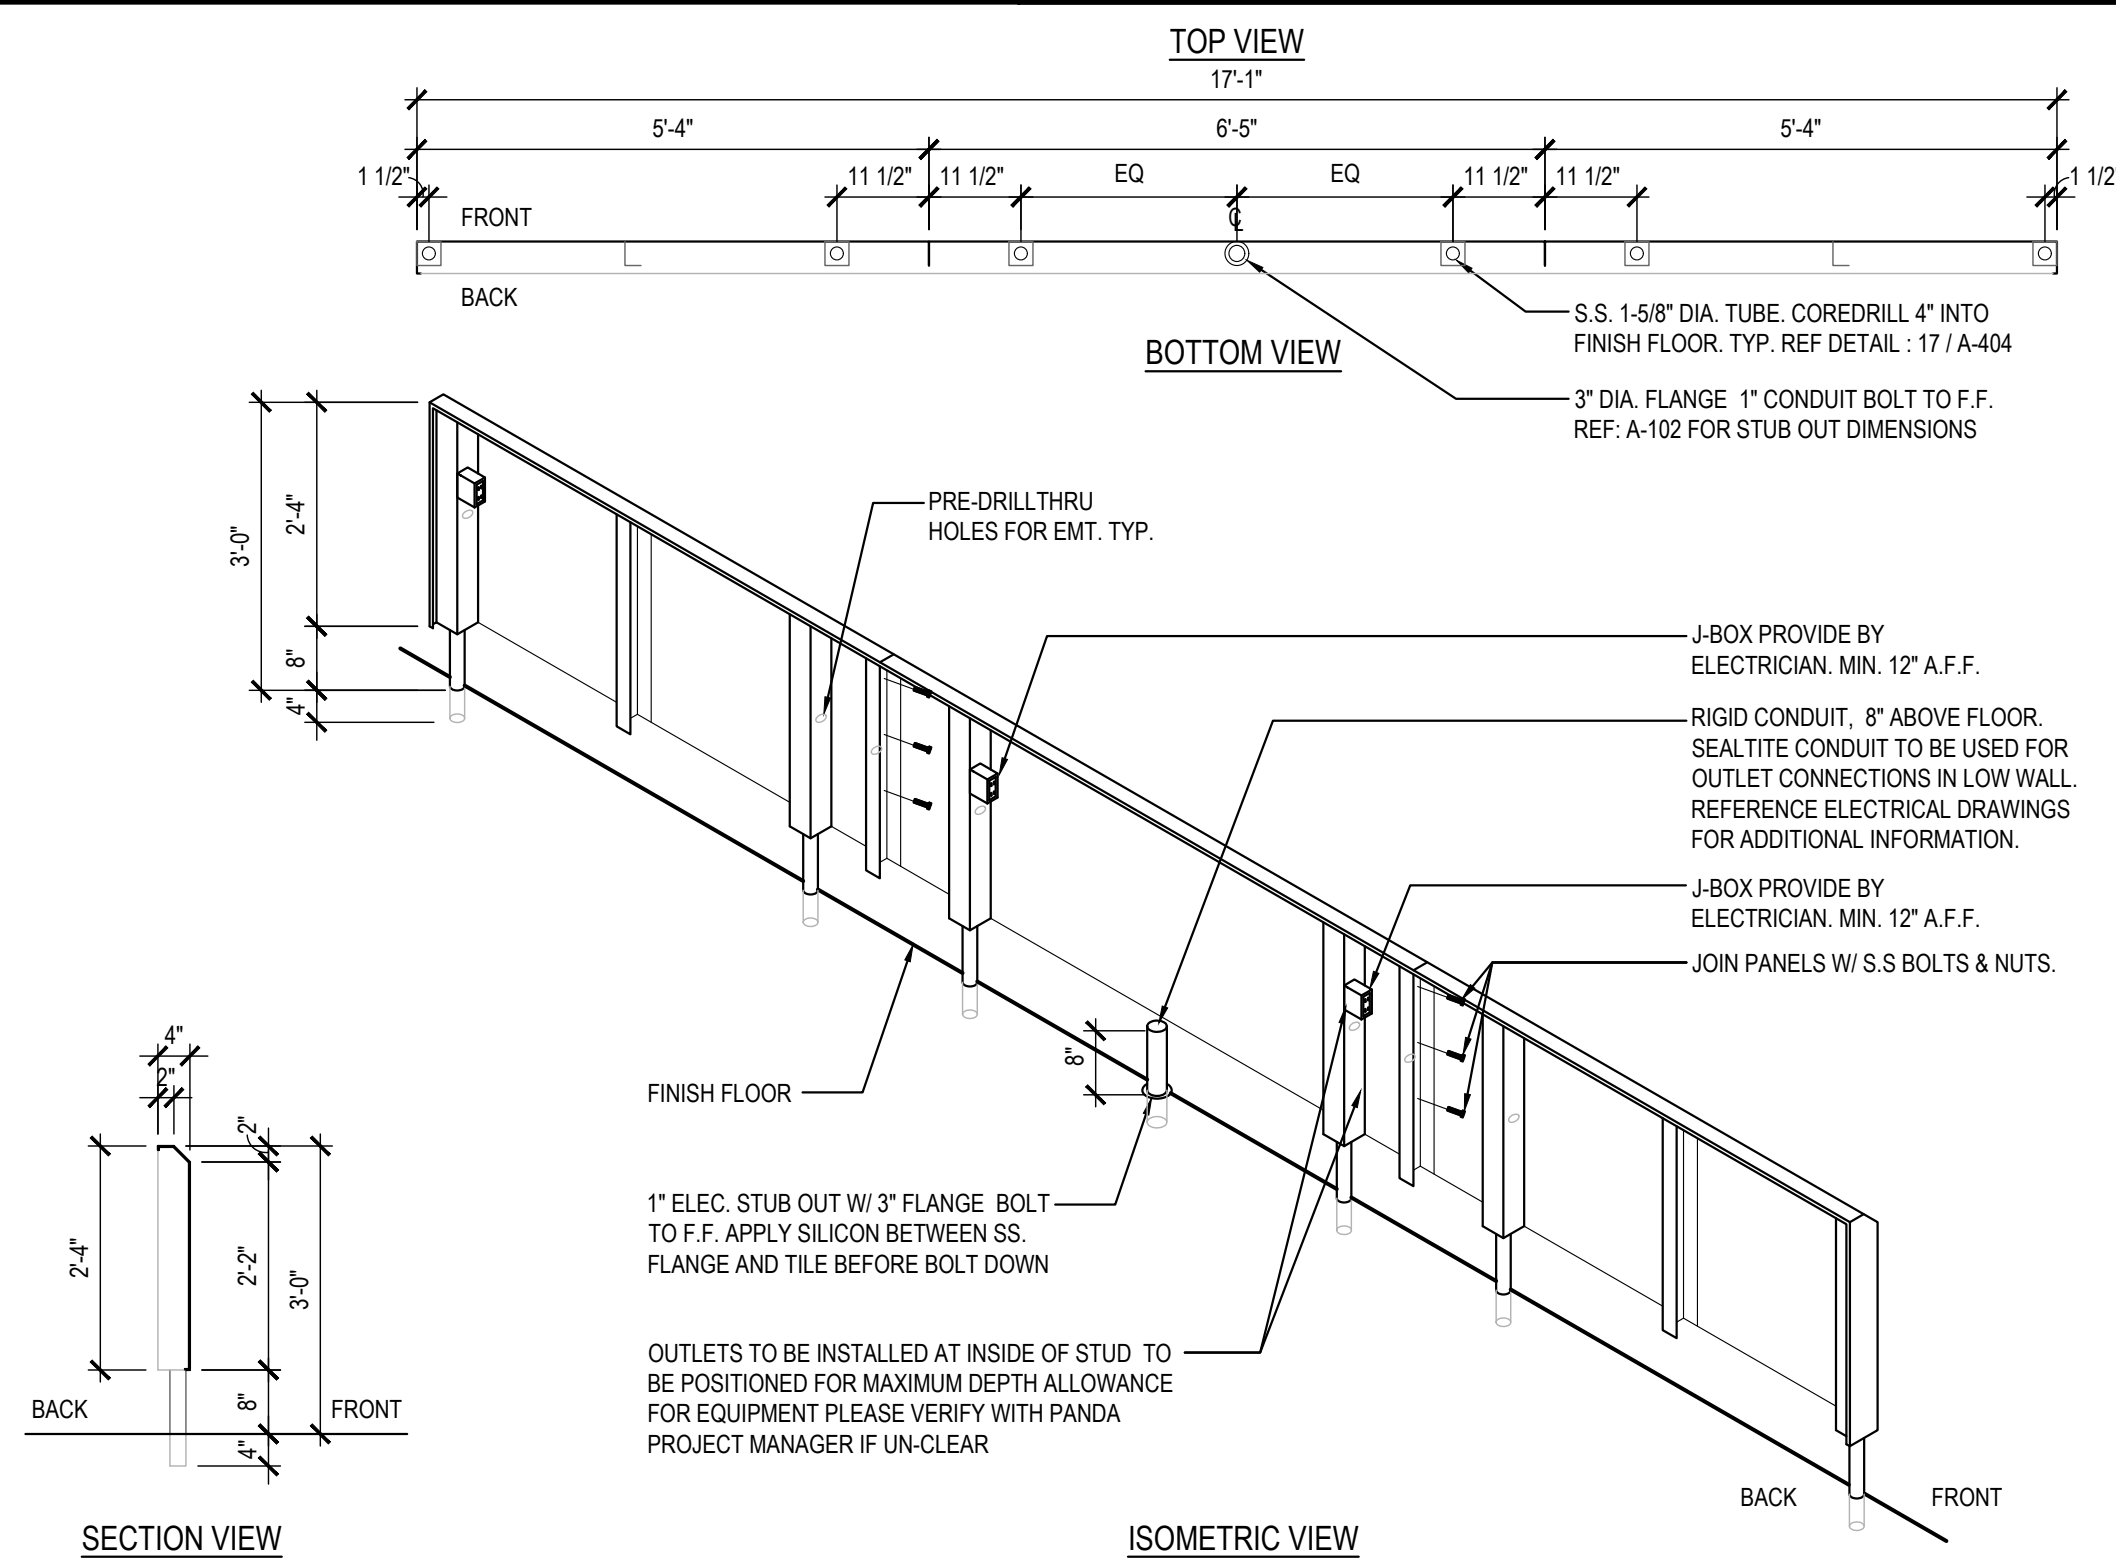 TOP VIEW
17'-1"
5'-4"
6'-5"
5'-4"
1 1/2"
11 1/2"
11 1/2"
EQ
EQ
11 1/2"
11 1/2"
1 1/2"
FRONT
℄
BACK
S.S. 1-5/8" DIA. TUBE. COREDRILL 4" INTO
FINISH FLOOR. TYP. REF DETAIL : 17 / A-404
BOTTOM VIEW
3" DIA. FLANGE 1" CONDUIT BOLT TO F.F.
REF: A-102 FOR STUB OUT DIMENSIONS
3'-0"
2'-4"
8"
4"
PRE-DRILLTHRU
HOLES FOR EMT. TYP.
J-BOX PROVIDE BY
ELECTRICIAN. MIN. 12" A.F.F.
RIGID CONDUIT, 8" ABOVE FLOOR.
SEALTITE CONDUIT TO BE USED FOR
OUTLET CONNECTIONS IN LOW WALL.
REFERENCE ELECTRICAL DRAWINGS
FOR ADDITIONAL INFORMATION.
J-BOX PROVIDE BY
ELECTRICIAN. MIN. 12" A.F.F.
JOIN PANELS W/ S.S BOLTS & NUTS.
8"
FINISH FLOOR
1" ELEC. STUB OUT W/ 3" FLANGE BOLT
TO F.F. APPLY SILICON BETWEEN SS.
FLANGE AND TILE BEFORE BOLT DOWN
OUTLETS TO BE INSTALLED AT INSIDE OF STUD TO
BE POSITIONED FOR MAXIMUM DEPTH ALLOWANCE
FOR EQUIPMENT PLEASE VERIFY WITH PANDA
PROJECT MANAGER IF UN-CLEAR
BACK
FRONT
ISOMETRIC VIEW
4"
2"
2"
2'-4"
2'-2"
3'-0"
8"
4"
BACK
FRONT
SECTION VIEW